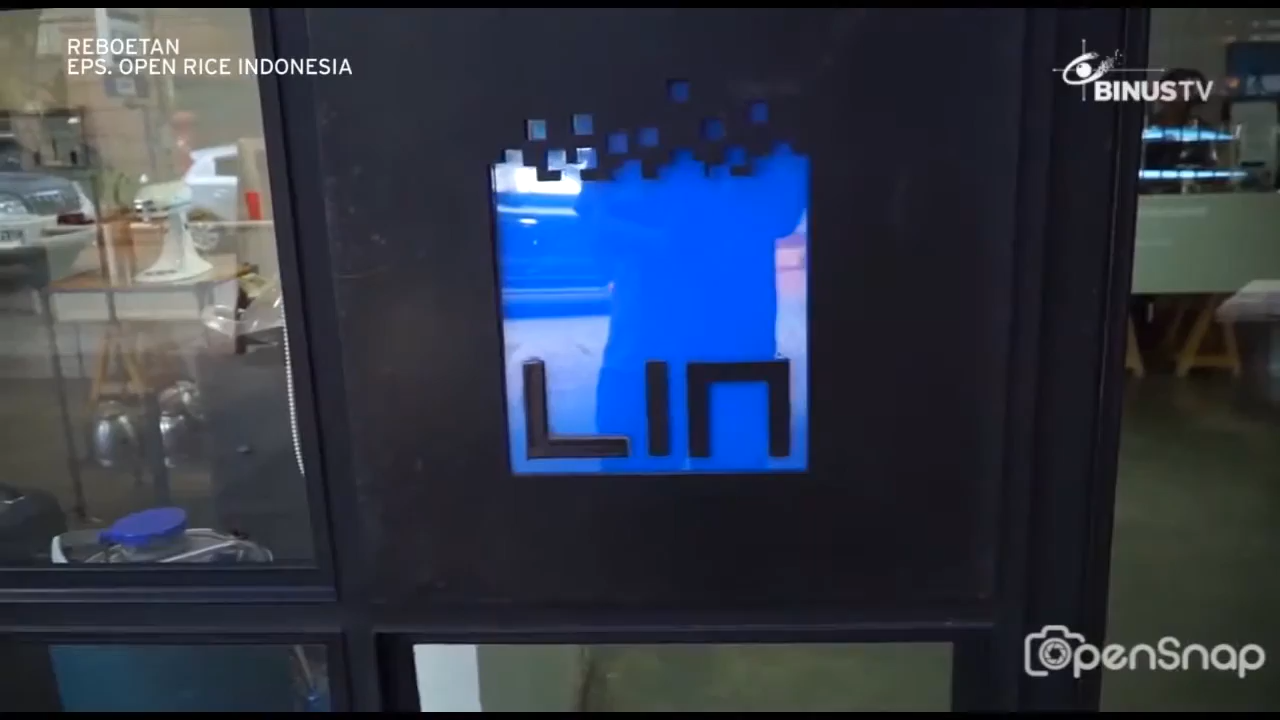 REBOETAN
EPS. OPEN RICE INDONESIA
BINUSTV
LIN
OpenSnap